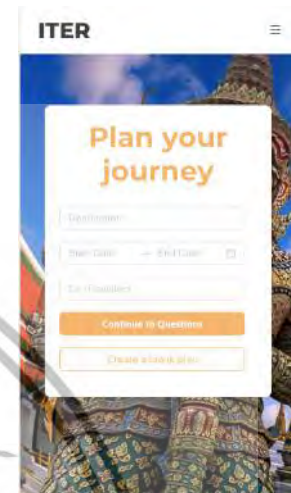 ITER
Plan your
journey
Destination
Start Date — End Date
Continue to Questions
Create a blank plan